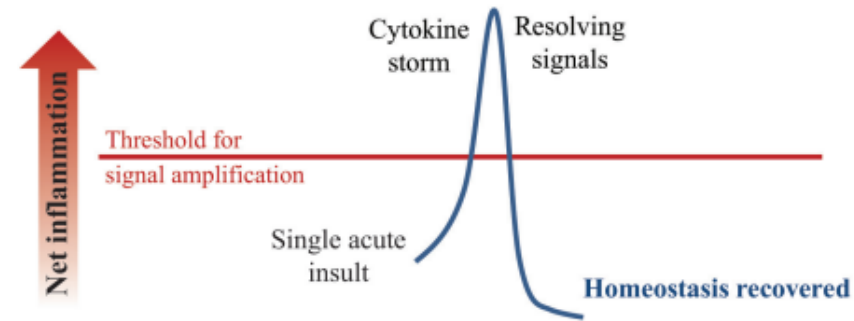 Net inflammation
Threshold for
signal amplification
Cytokine
storm
Resolving
signals
Single acute
insult
Homeostasis recovered